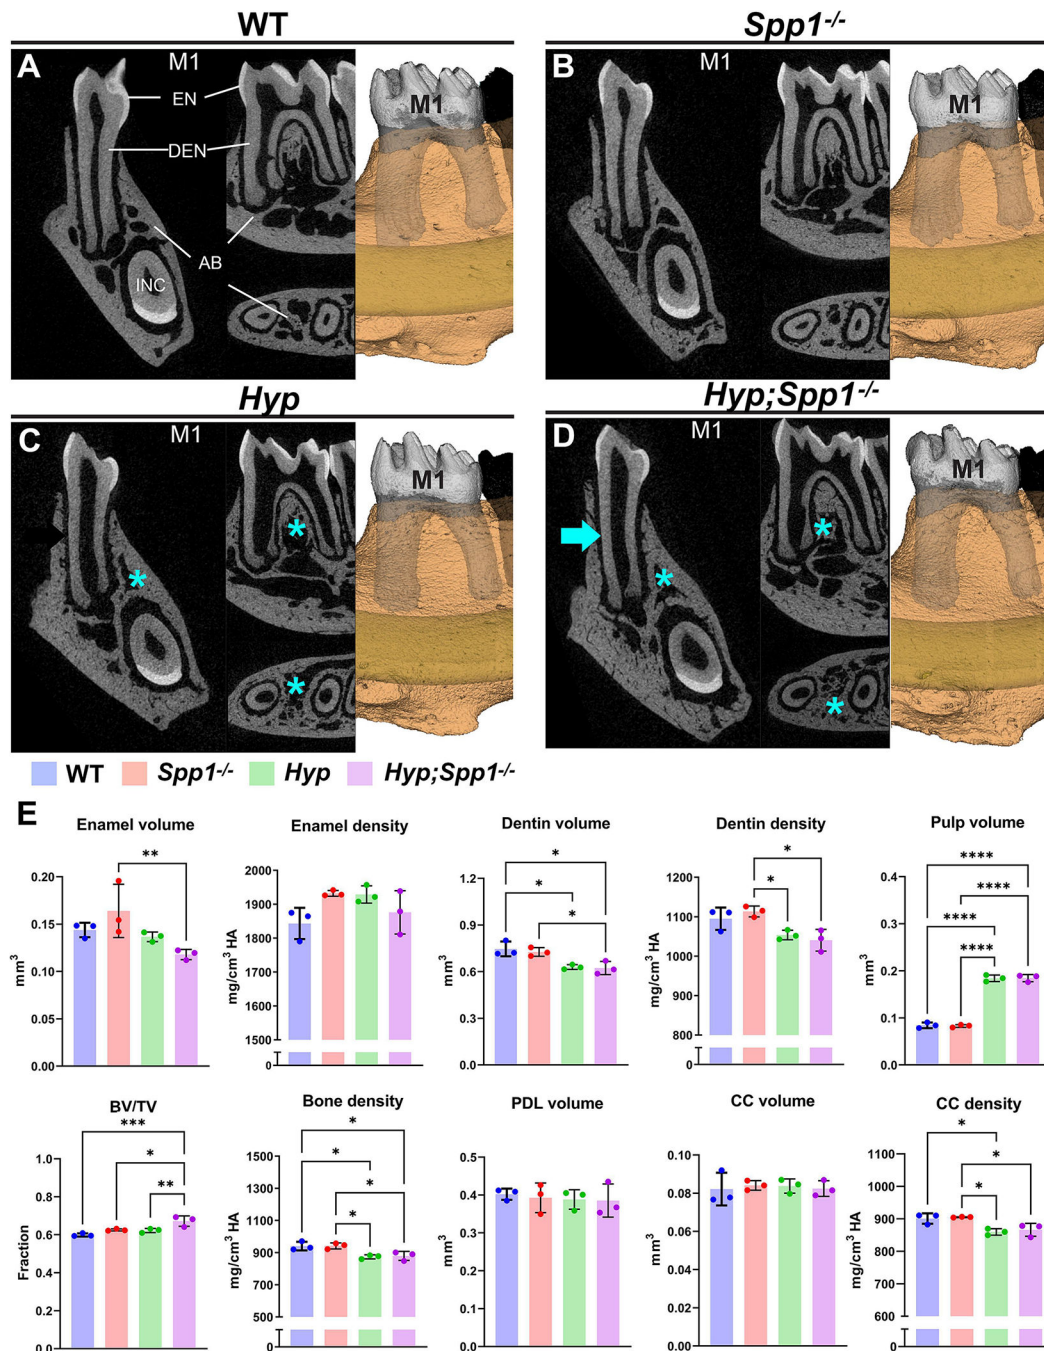 WT
Spp1-/-
A
M1
EN
DEN
AB
INC
M1
B
M1
M1
Hyp
Hyp;Spp1-/-
C
M1
*
*
*
M1
D
M1
*
*
*
M1
WT Spp1-/- Hyp Hyp;Spp1-/-
E
Enamel volume
**
0.20
0.15
0.10
0.05
0.00
mm3
Enamel density
2000
1900
1800
1700
1600
1500
0
mg/cm3 HA
Dentin volume
*
*
*
1.2
0.9
0.6
0.3
0.0
mm3
Dentin density
*
*
1200
1100
1000
900
800
0
mg/cm3 HA
Pulp volume
****
****
****
****
0.4
0.3
0.2
0.1
0.0
mm3
BV/TV
***
*
**
1.0
0.8
0.6
0.4
0.2
0.0
Fraction
Bone density
*
*
*
*
1500
1300
1100
900
700
500
0
mg/cm3 HA
PDL volume
0.5
0.4
0.3
0.2
0.1
0.0
mm3
CC volume
0.10
0.08
0.06
0.04
0.02
0.00
mm3
CC density
*
*
*
1100
1000
900
800
700
600
0
mg/cm3 HA